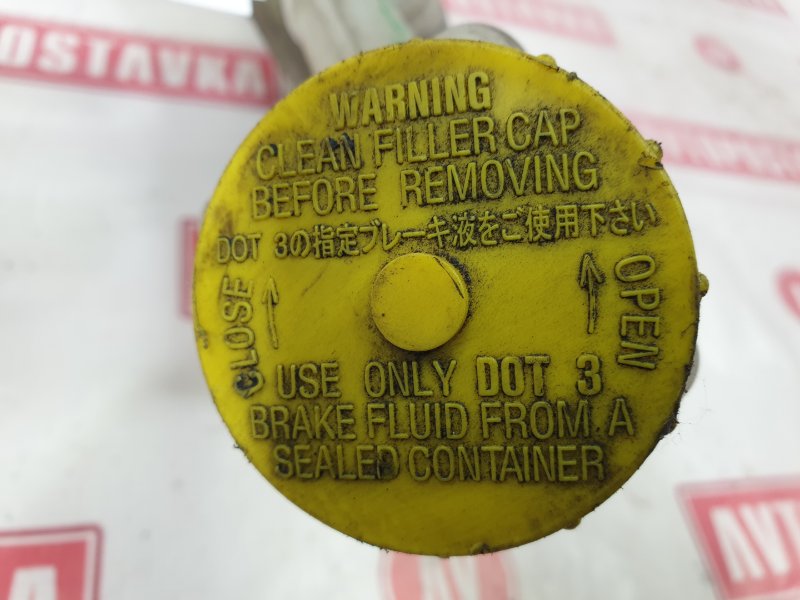 OSTAVKA
WARNING
CLEAN FILLER CAP
BEFORE REMOVING
DOT 3の指定ブレーキ液をご使用下さい
CLOSE
OPEN
USE ONLY DOT 3
BRAKE FLUID FROM A
SEALED CONTAINER